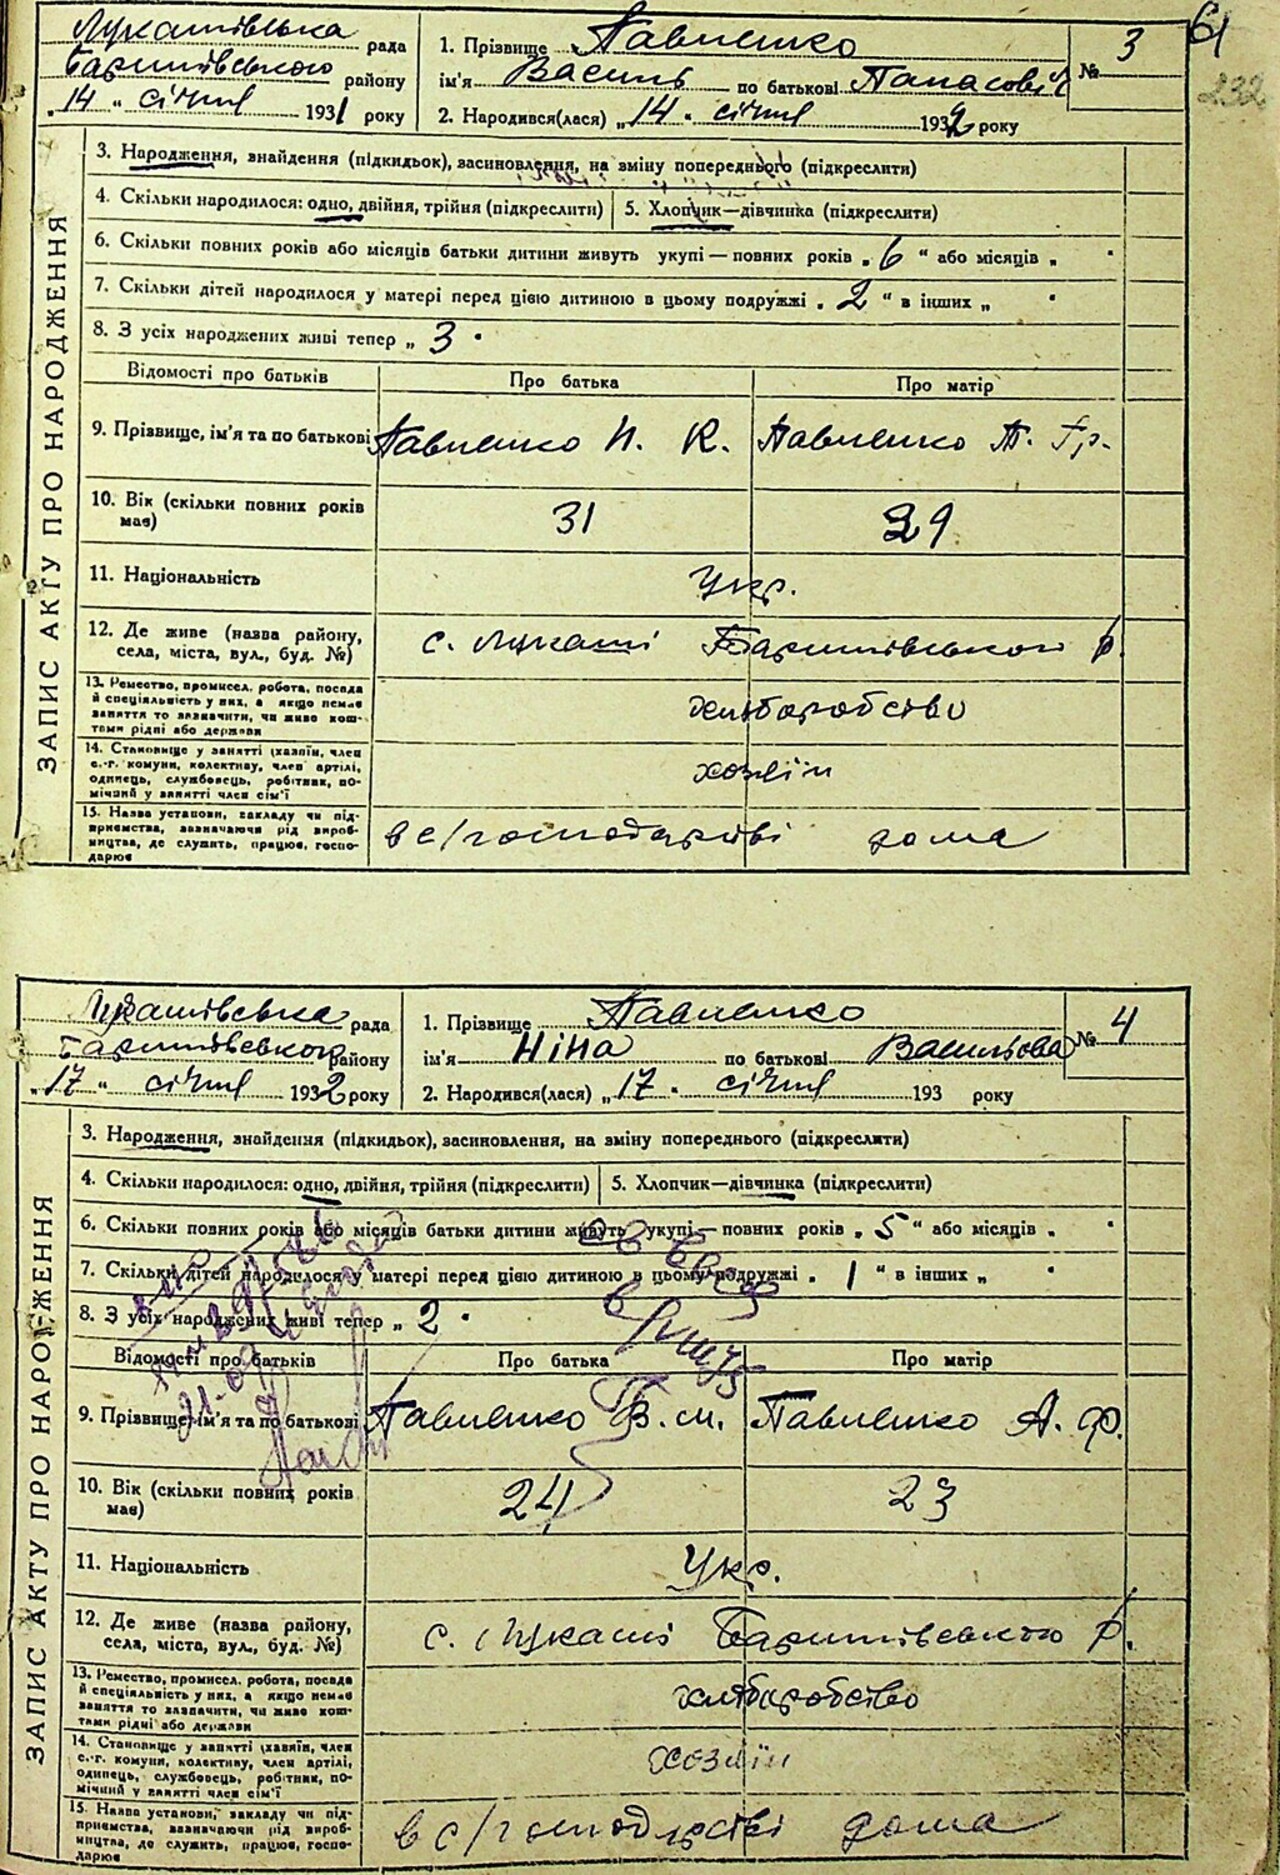 61
232
Лукашівська рада
Баришівського району
„14 “ січня 1931 року
1. Прізвище Павленко
ім'я Василь по батькові Панасовіч
2. Народився(лася) „14 “ січня 1932 року
№ 3
ЗАПИС АКТУ ПРО НАРОДЖЕННЯ
3. Народження, знайдення (підкидьок), засиновлення, на зміну попереднього (підкреслити)
4. Скільки народилося: одно, двійня, трійня (підкреслити)
5. Хлопчик—дівчинка (підкреслити)
6. Скільки повних років або місяців батьки дитини живуть укупі — повних років „ 6 “ або місяців „ “
7. Скільки дітей народилося у матері перед цією дитиною в цьому подружжі „ 2 “ в інших „ “
8. З усіх народжених живі тепер „ 3 “
Відомості про батьків
Про батька
Про матір
9. Прізвище, ім'я та по батькові
Павленко П. К.
Павленко Т. Гр.
10. Вік (скільки повних років має)
31
29
11. Національність
Укр.
12. Де живе (назва району, села, міста, вул., буд. №)
с. Лукаші Баришівського р.
13. Ремество, промисел, робота, посада й спеціяльність у них, а якщо немає заняття то зазначити, чи живе коштами рідні або держави
хліборобство
14. Становище у занятті (хазяїн, член с.-г. комуни, колективу, член артілі, одинець, службовець, робітник, помічний у занятті член сім'ї
хозяїн
15. Назва установи, закладу чи підприємства, зазначаючи рід виробництва, де служить, працює, господарює
в с/господарстві дома
Лукашівська рада
Баришівського району
„17 “ січня 1932 року
1. Прізвище Павленко
ім'я Ніна по батькові Васильова
2. Народився(лася) „17 “ січня 193 року
№ 4
ЗАПИС АКТУ ПРО НАРОДЖЕННЯ
3. Народження, знайдення (підкидьок), засиновлення, на зміну попереднього (підкреслити)
4. Скільки народилося: одно, двійня, трійня (підкреслити)
5. Хлопчик—дівчинка (підкреслити)
6. Скільки повних років або місяців батьки дитини живуть укупі — повних років „ 5 “ або місяців „ “
7. Скільки дітей народилося у матері перед цією дитиною в цьому подружжі „ 1 “ в інших „ “
8. З усіх народжених живі тепер „ 2 “
Відомості про батьків
Про батька
Про матір
9. Прізвище, ім'я та по батькові
Павленко В. М.
Павленко А. Ф.
10. Вік (скільки повних років має)
24
23
11. Національність
Укр.
12. Де живе (назва району, села, міста, вул., буд. №)
с. Лукаші Баришівського р.
13. Ремество, промисел, робота, посада й спеціяльність у них, а якщо немає заняття то зазначити, чи живе коштами рідні або держави
хліборобство
14. Становище у занятті (хазяїн, член с.-г. комуни, колективу, член артілі, одинець, службовець, робітник, помічний у занятті член сім'ї
хозяїн
15. Назва установи, закладу чи підприємства, зазначаючи рід виробництва, де служить, працює, господарює
в с/господарстві дома